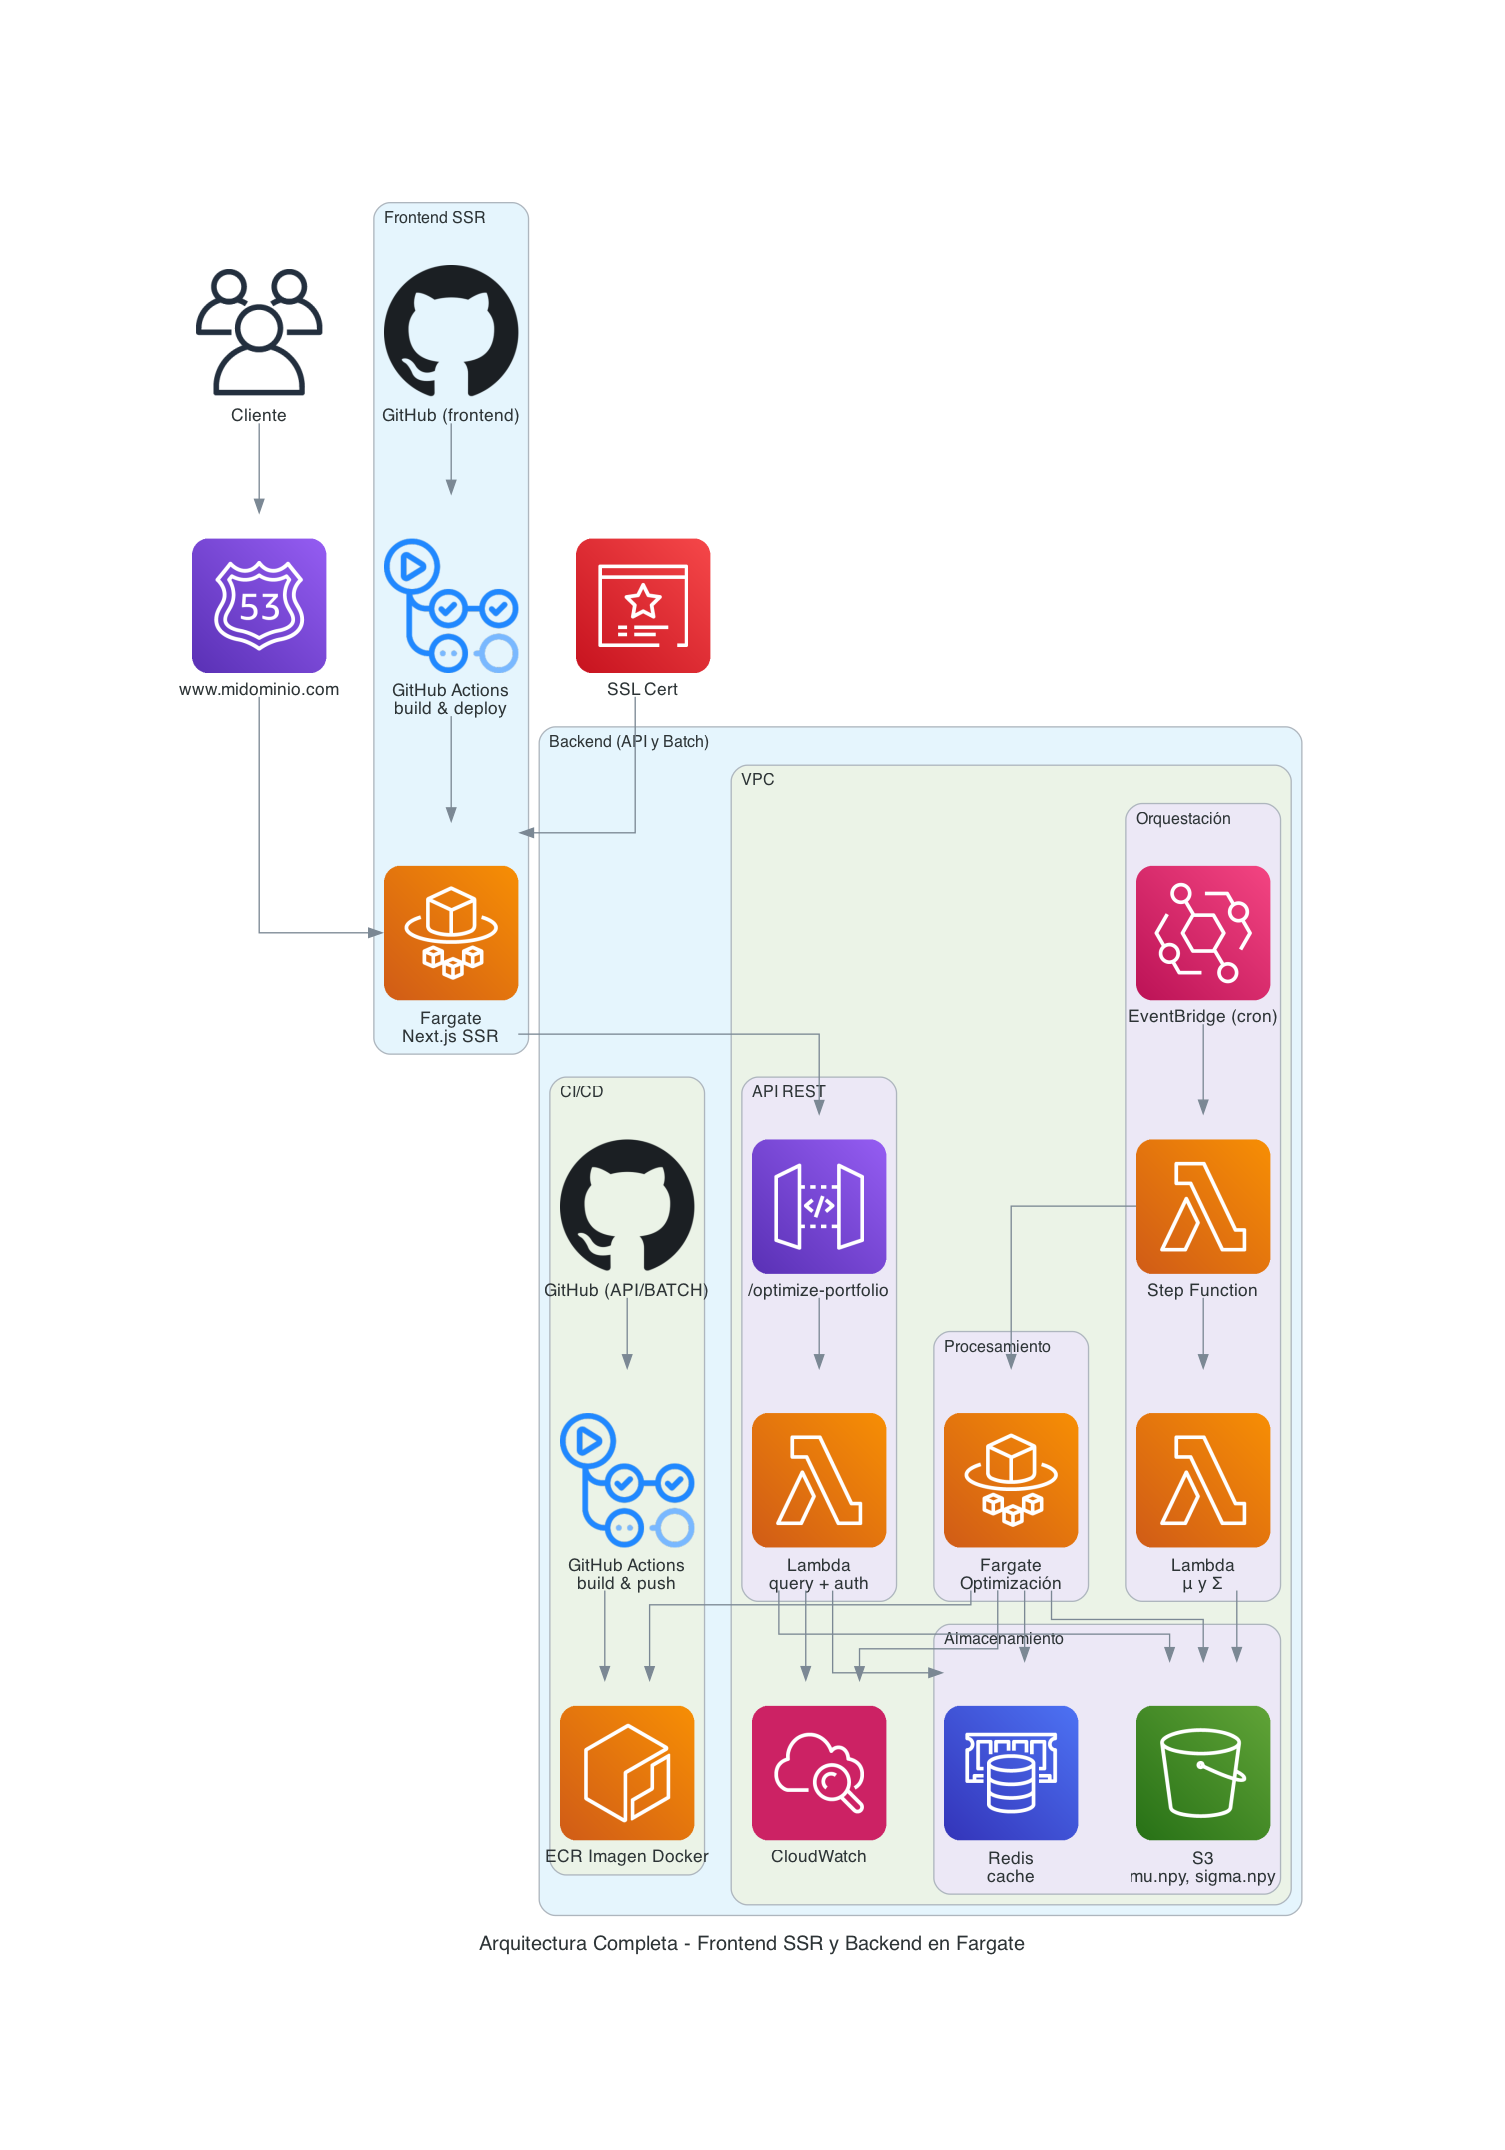 Frontend SSR
Cliente
GitHub (frontend)
53
www.midominio.com
GitHub Actions
build & deploy
SSL Cert
Backend (API y Batch)
VPC
Orquestación
Fargate
Next.js SSR
EventBridge (cron)
CI/CD
API REST
GitHub (API/BATCH)
/optimize-portfolio
Step Function
Procesamiento
GitHub Actions
build & push
Lambda
query + auth
Fargate
Optimización
Lambda
μ y Σ
Almacenamiento
ECR Imagen Docker
CloudWatch
Redis
cache
S3
mu.npy, sigma.npy
Arquitectura Completa - Frontend SSR y Backend en Fargate